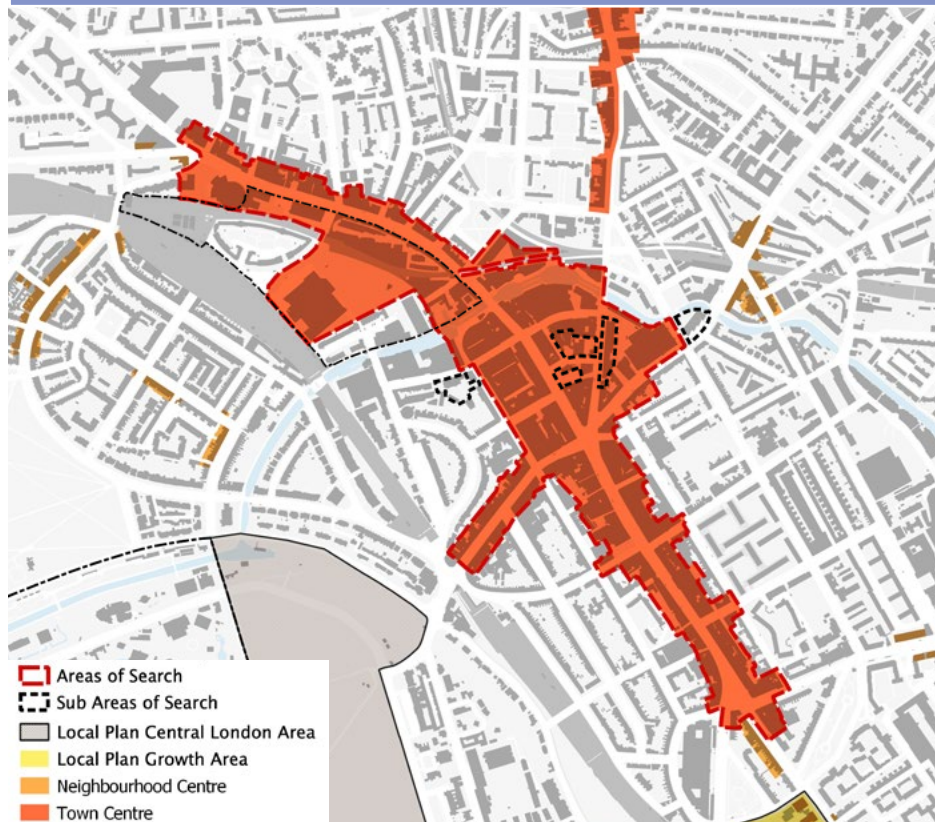 Areas of Search
Sub Areas of Search
Local Plan Central London Area
Local Plan Growth Area
Neighbourhood Centre
Town Centre